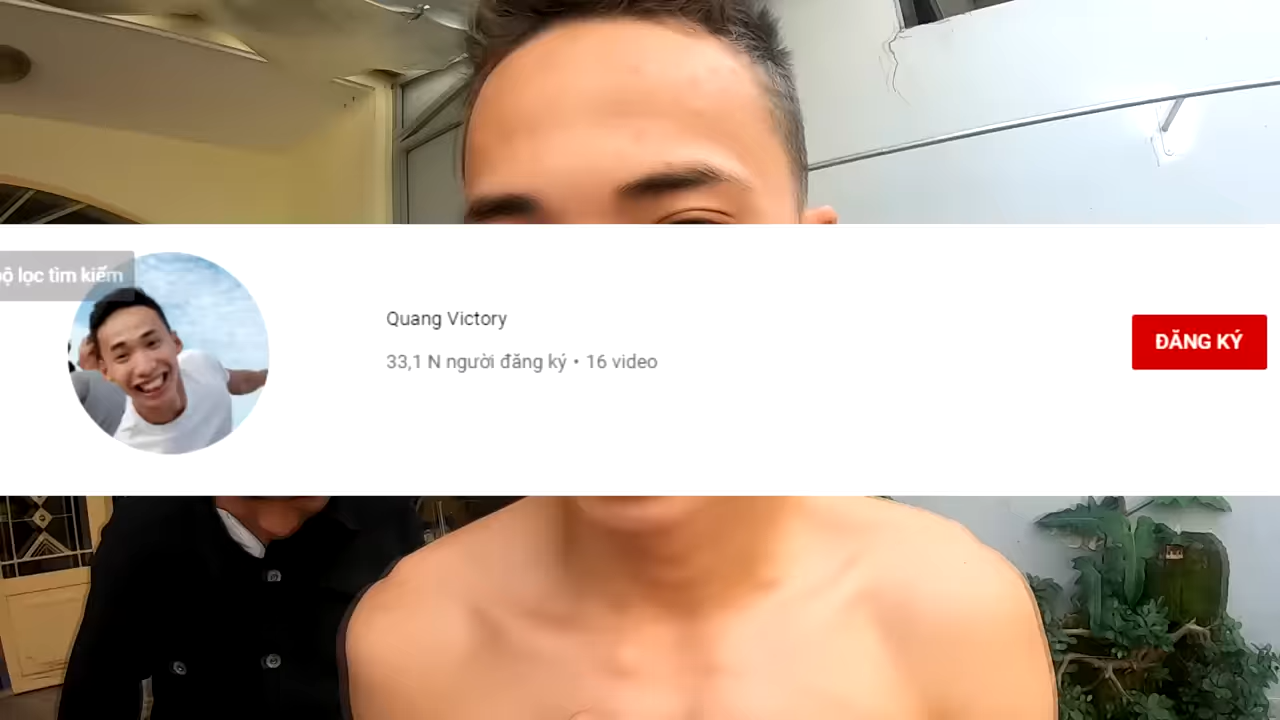 ộ lọc tìm kiếm
Quang Victory
33,1 N người đăng ký • 16 video
ĐĂNG KÝ